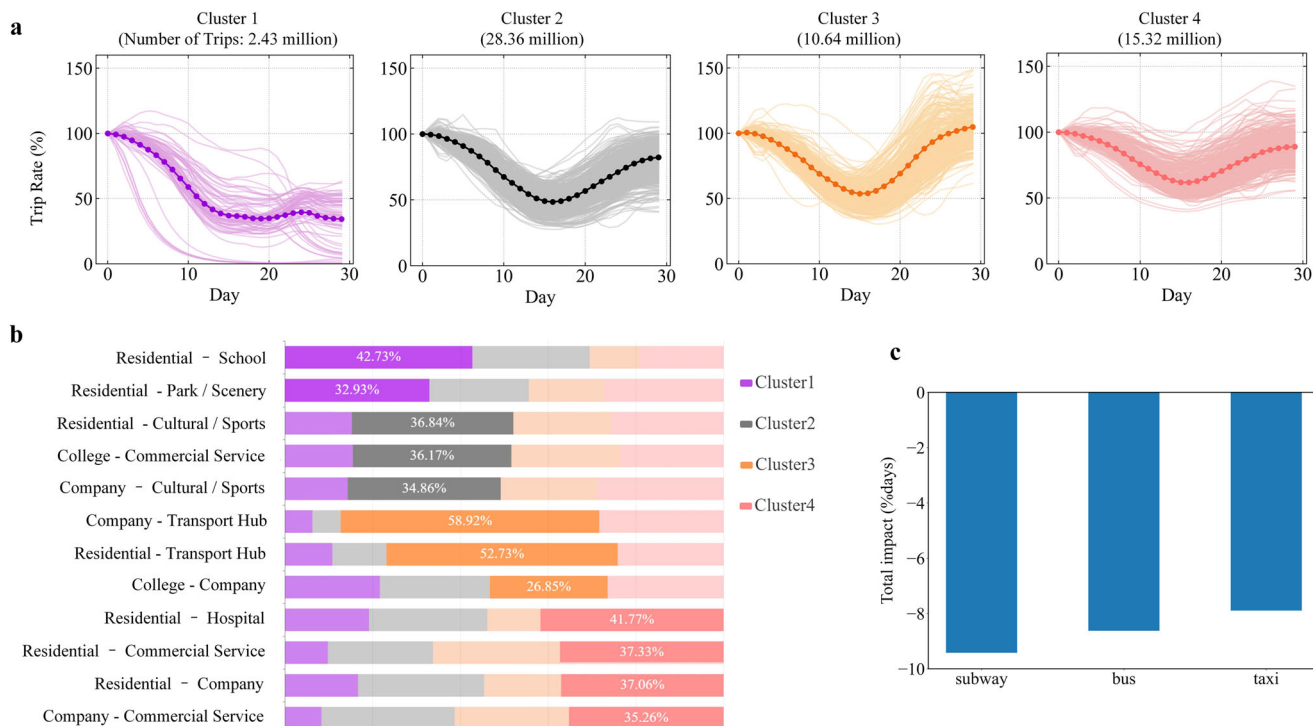 a
Cluster 1
(Number of Trips: 2.43 million)
Cluster 2
(28.36 million)
Cluster 3
(10.64 million)
Cluster 4
(15.32 million)
Trip Rate (%)
150
100
50
0
0 10 20 30
Day
150
100
50
0
0 10 20 30
Day
150
100
50
0
0 10 20 30
Day
150
100
50
0
0 10 20 30
Day
b
Residential – School 42.73%
Residential - Park / Scenery 32.93%
Residential - Cultural / Sports 36.84%
College - Commercial Service 36.17%
Company – Cultural / Sports 34.86%
Company - Transport Hub 58.92%
Residential - Transport Hub 52.73%
College - Company 26.85%
Residential – Hospital 41.77%
Residential – Commercial Service 37.33%
Residential – Company 37.06%
Company - Commercial Service 35.26%
Cluster1
Cluster2
Cluster3
Cluster4
c
Total impact (%days)
0
−2
−4
−6
−8
−10
subway bus taxi